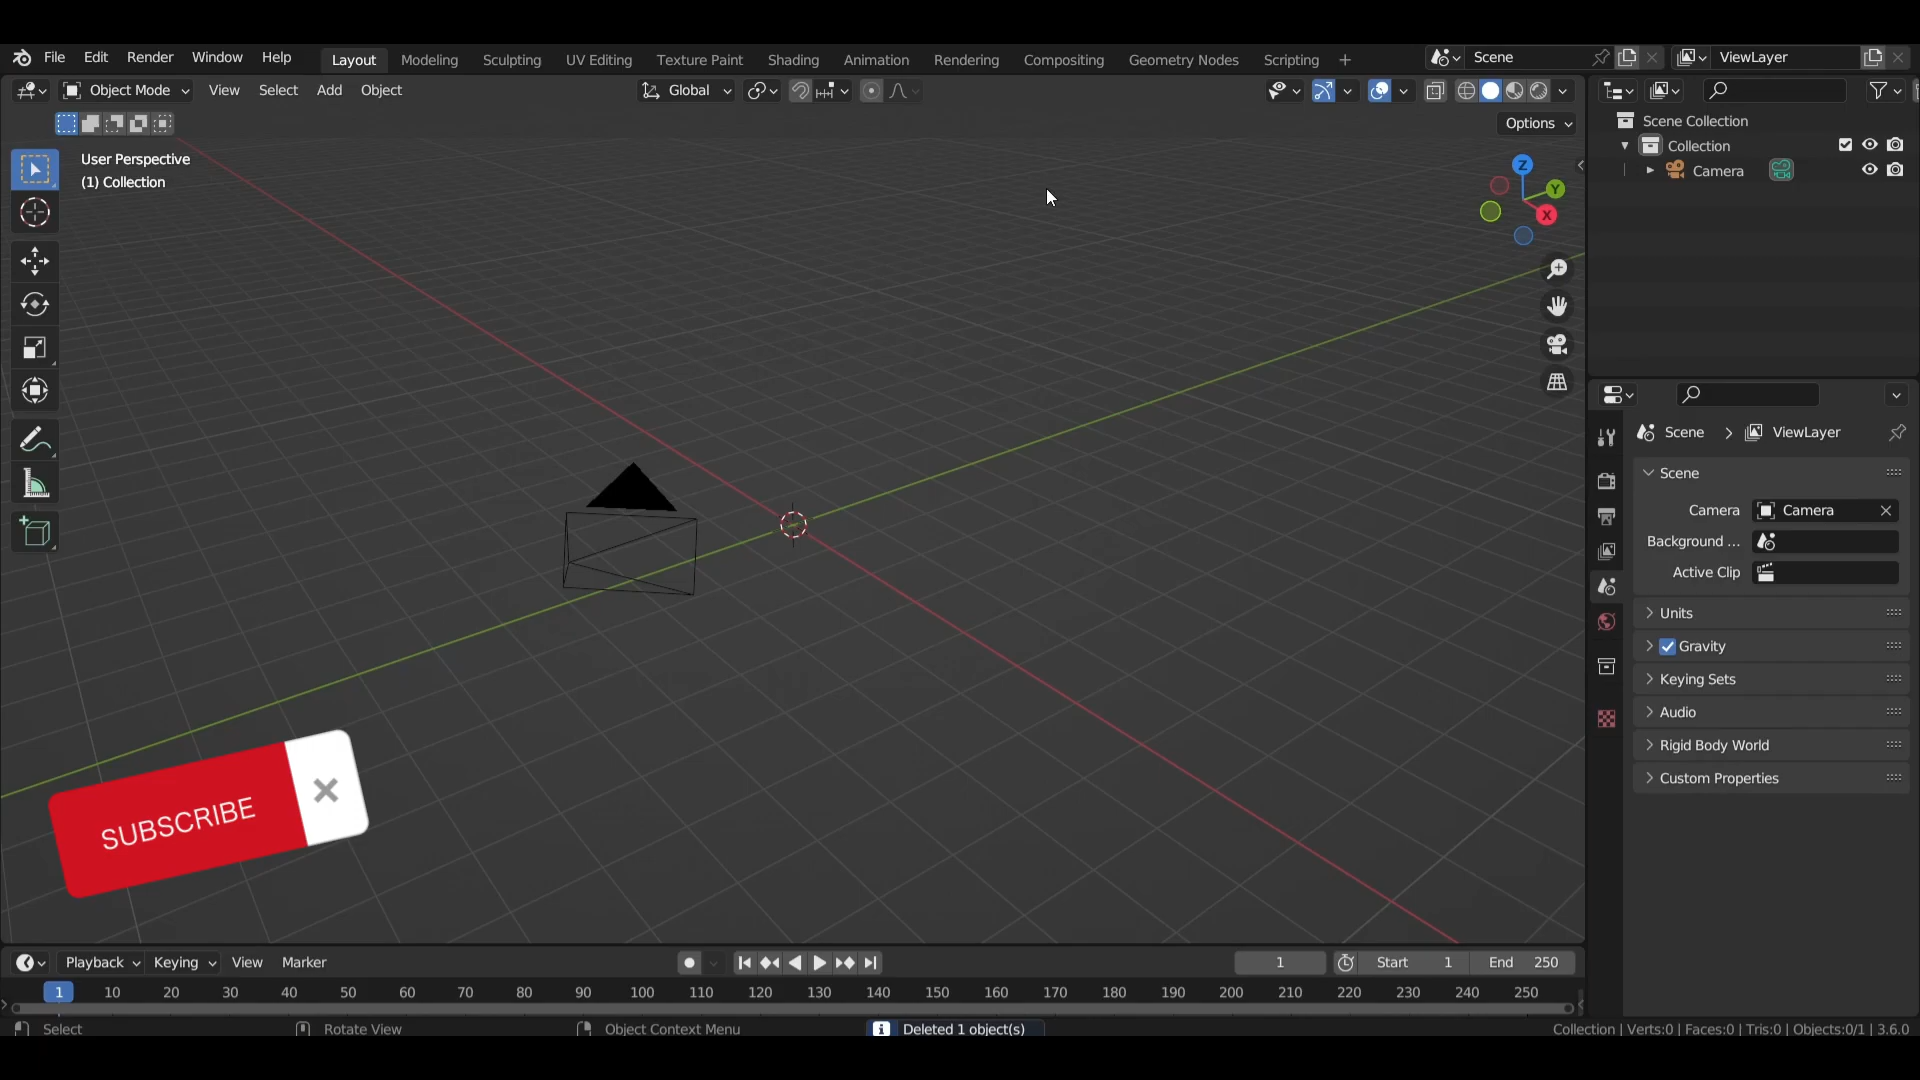 File Edit Render Window Help Layout Modeling Sculpting UV Editing Texture Paint Shading Animation Rendering Compositing Geometry Nodes Scripting + Scene ViewLayer
Object Mode View Select Add Object Global
Options
User Perspective
(1) Collection
Z
Y
X
Scene Collection
Collection
Camera
Scene > ViewLayer
Scene
Camera Camera
Background ...
Active Clip
Units
Gravity
Keying Sets
Audio
Rigid Body World
Custom Properties
SUBSCRIBE
Playback Keying View Marker 1 Start 1 End 250
1 10 20 30 40 50 60 70 80 90 100 110 120 130 140 150 160 170 180 190 200 210 220 230 240 250
Select Rotate View Object Context Menu Deleted 1 object(s) Collection | Verts:0 | Faces:0 | Tris:0 | Objects:0/1 | 3.6.0